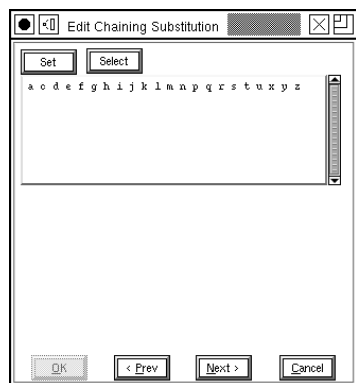 Edit Chaining Substitution
Set Select
a c d e f g h i j k l m n p q r s t u x y z
OK < Prev Next > Cancel